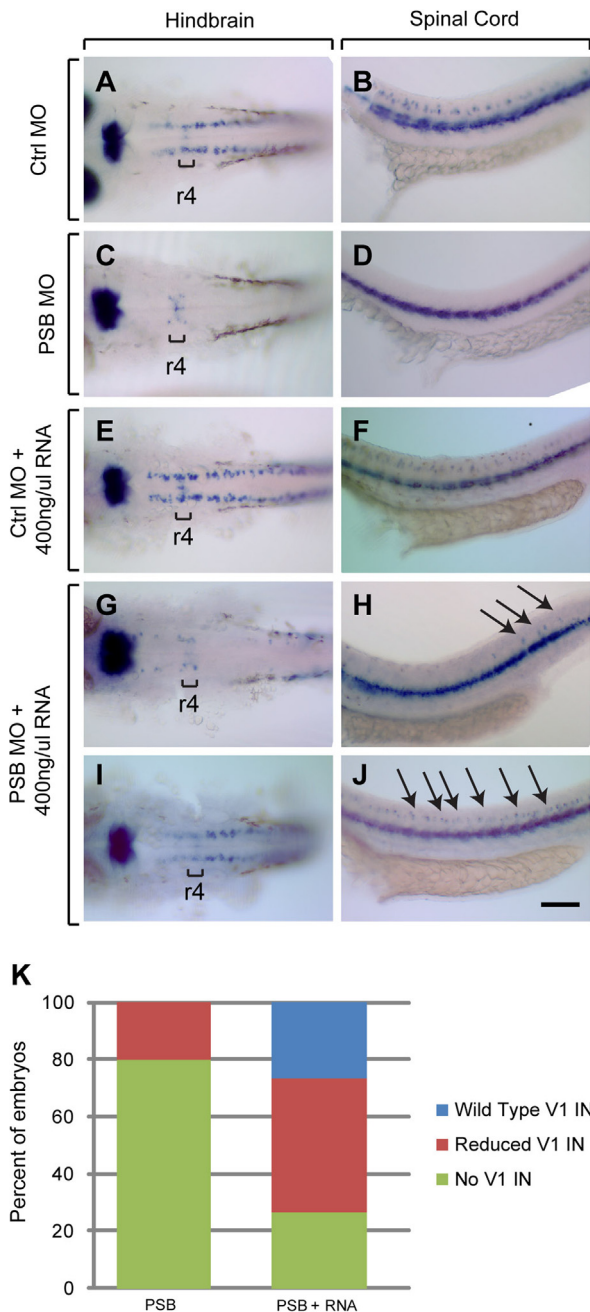 Hindbrain
Spinal Cord
Ctrl MO
A
r4
B
PSB MO
C
r4
D
Ctrl MO +
400ng/ul RNA
E
r4
F
PSB MO +
400ng/ul RNA
G
r4
H
I
r4
J
K
Percent of embryos
100
80
60
40
20
0
PSB
PSB + RNA
Wild Type V1 IN
Reduced V1 IN
No V1 IN